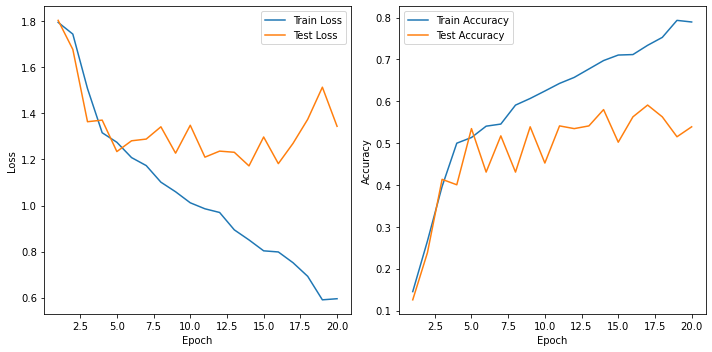 Train Loss
Test Loss
1.8
1.6
1.4
1.2
1.0
0.8
0.6
Loss
2.5 5.0 7.5 10.0 12.5 15.0 17.5 20.0
Epoch
Train Accuracy
Test Accuracy
0.8
0.7
0.6
0.5
0.4
0.3
0.2
0.1
Accuracy
2.5 5.0 7.5 10.0 12.5 15.0 17.5 20.0
Epoch